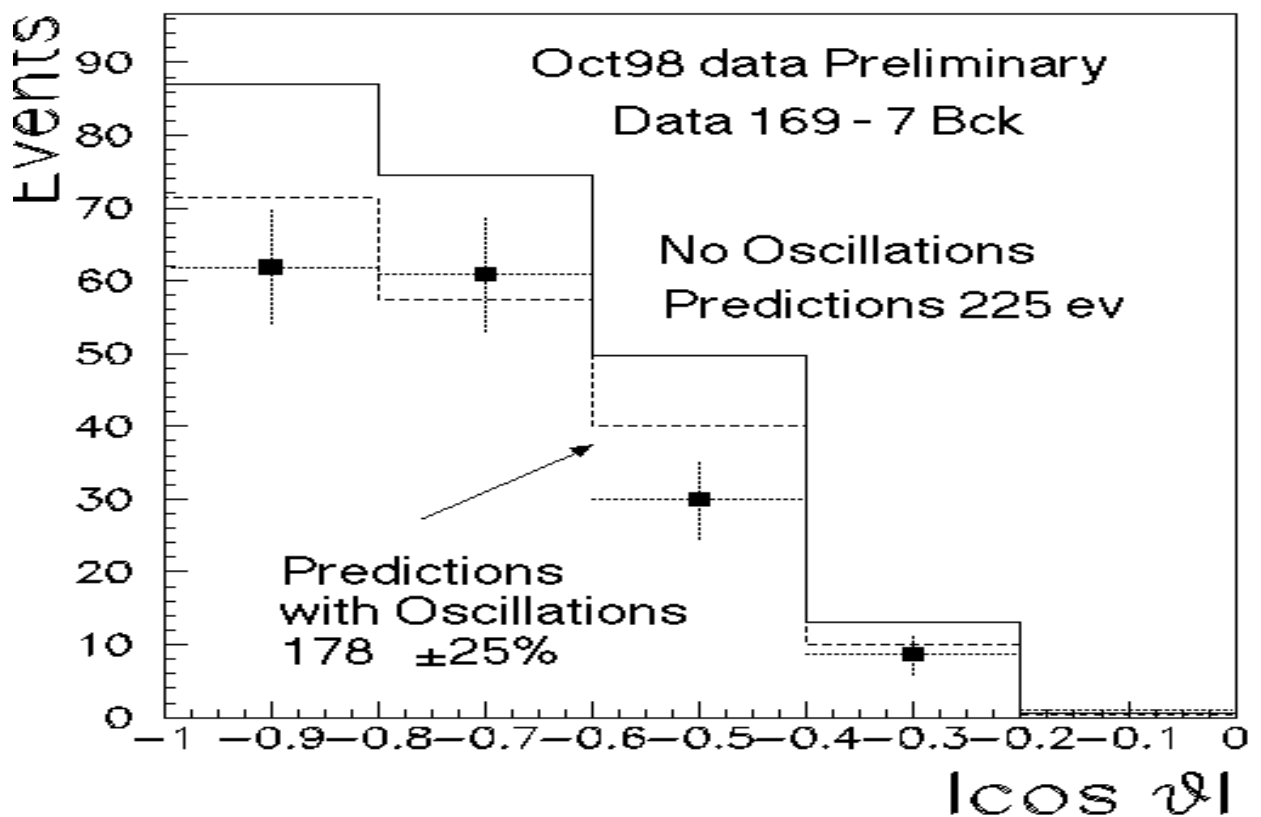 Events
90
80
70
60
50
40
30
20
10
0
Oct98 data Preliminary
Data 169 - 7 Bck
No Oscillations
Predictions 225 ev
Predictions
with Oscillations
178 ±25%
-1 -0.9 -0.8 -0.7 -0.6 -0.5 -0.4 -0.3 -0.2 -0.1 0
|cos ϑ|